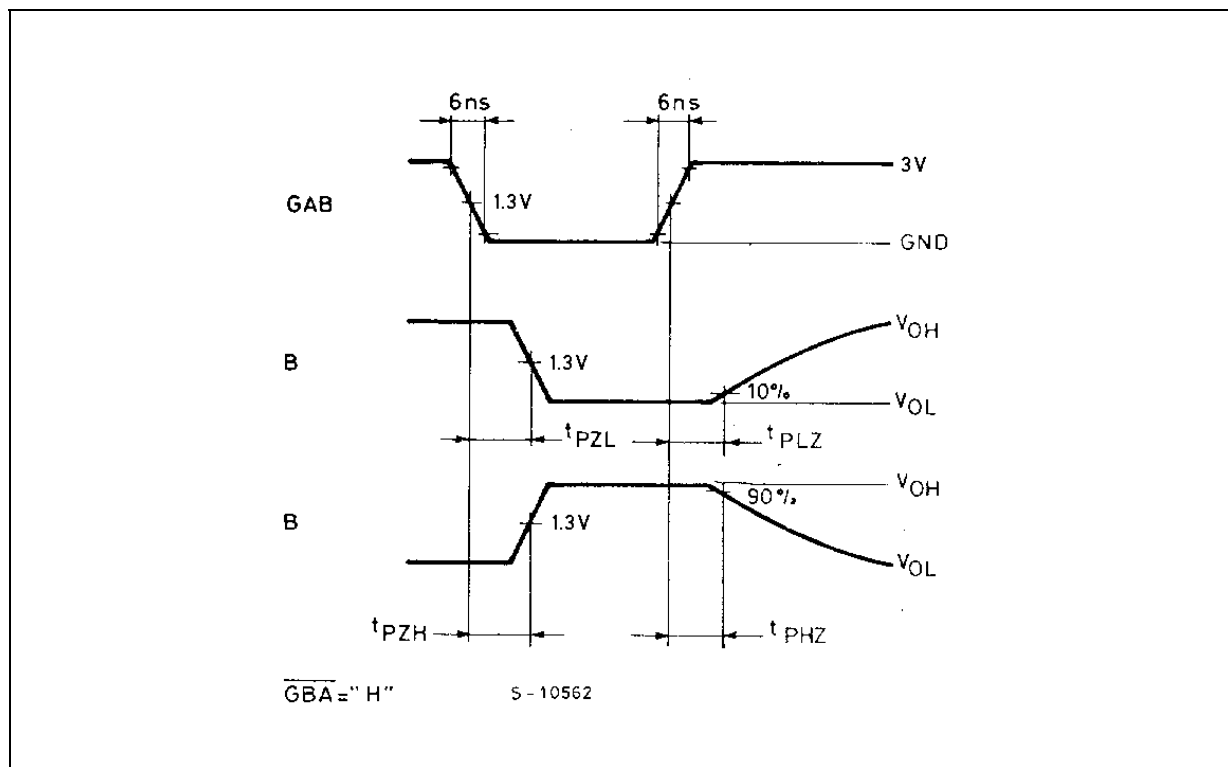 6ns 6ns
3V
GAB 1.3V
GND
VOH
B 1.3V
10%
VOL
tPZL tPLZ
VOH
90%
B 1.3V
VOL
tPZH tPHZ
GBA="H" S-10562